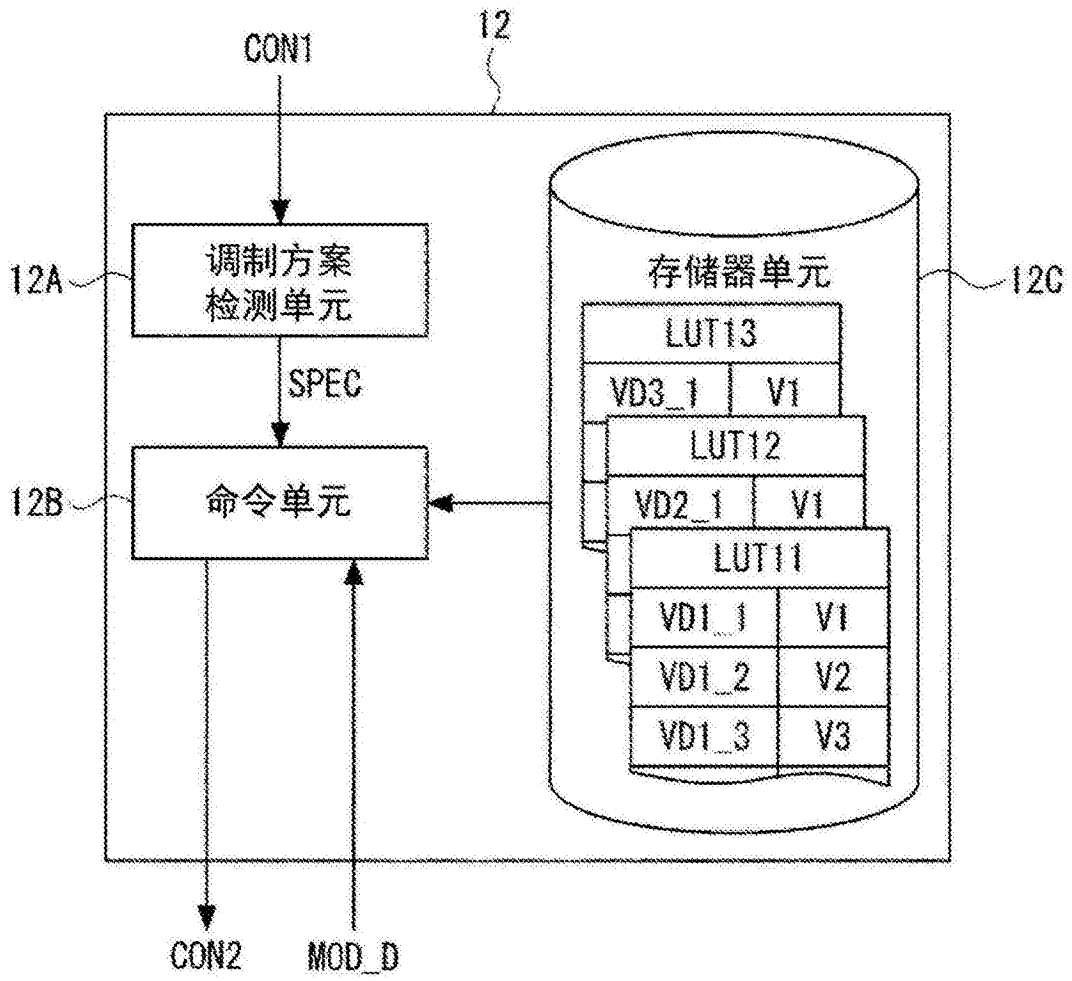 12
CON1
12A
调制方案
检测单元
存储器单元
12C
LUT13
VD3_1 V1
SPEC
LUT12
VD2_1 V1
12B
命令单元
LUT11
VD1_1 V1
VD1_2 V2
VD1_3 V3
CON2
MOD_D